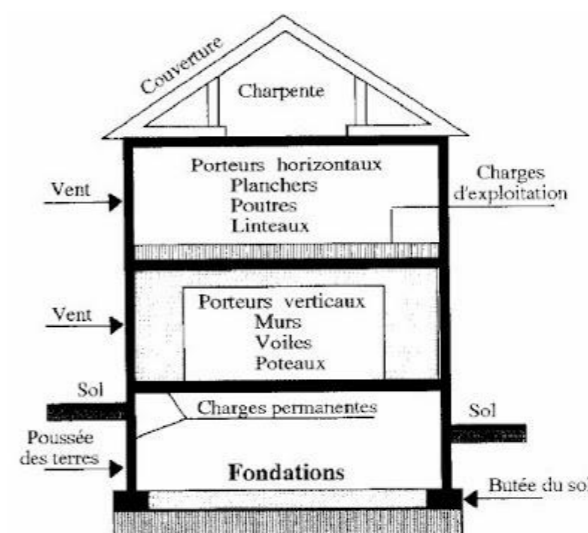 Couverture
Charpente
Porteurs horizontaux
Planchers
Poutres
Linteaux
Vent
Charges
d'exploitation
Porteurs verticaux
Murs
Voiles
Poteaux
Vent
Sol
Charges permanentes
Sol
Poussée
des terres
Fondations
Butée du sol